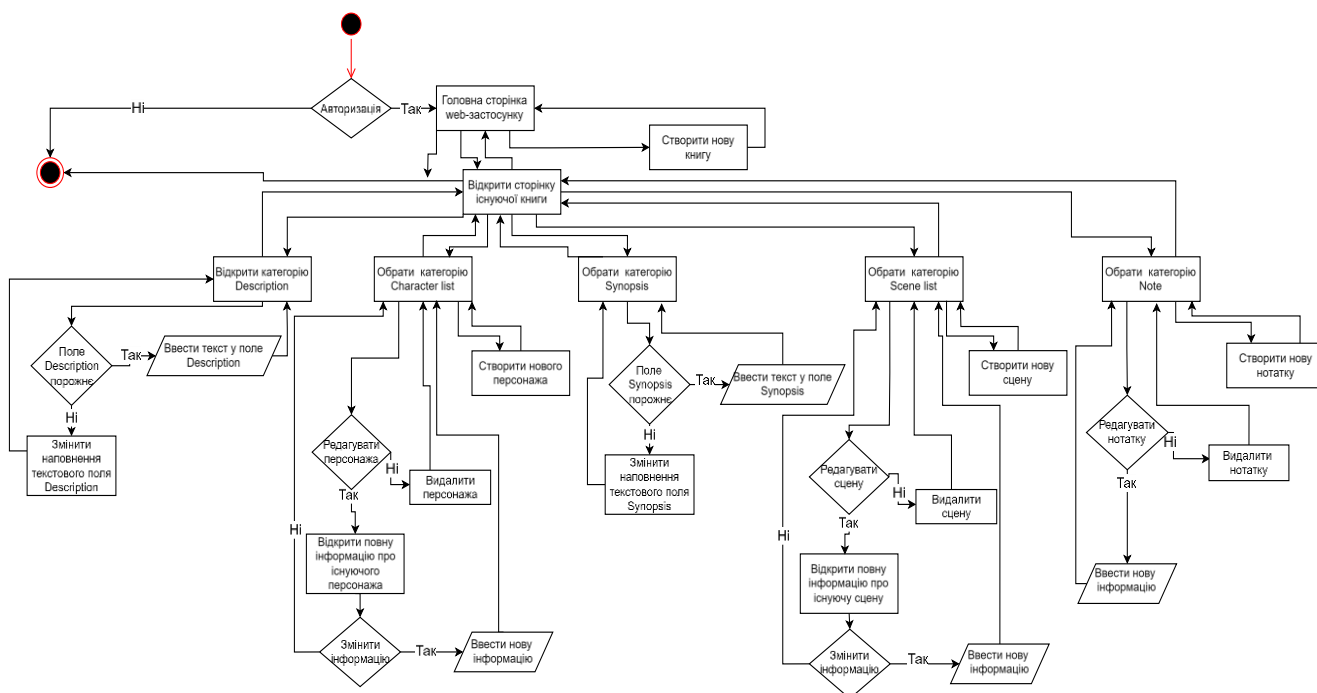 Авторизація
Ні
Так
Головна сторінка
web-застосунку
Створити нову
книгу
Відкрити сторінку
існуючої книги
Відкрити категорію
Description
Обрати категорію
Character list
Обрати категорію
Synopsis
Обрати категорію
Scene list
Обрати категорію
Note
Поле
Description
порожнє
Так
Ввести текст у поле
Description
Ні
Змінити
наповнення
текстового поля
Description
Створити нового
персонажа
Редагувати
персонажа
Ні
Видалити
персонажа
Так
Відкрити повну
інформацію про
існуючого
персонажа
Ні
Змінити
інформацію
Так
Ввести нову
інформацію
Поле
Synopsis
порожнє
Так
Ввести текст у поле
Synopsis
Ні
Змінити
наповнення
текстового поля
Synopsis
Створити нову
сцену
Редагувати
сцену
Ні
Видалити
сцену
Так
Відкрити повну
інформацію про
існуючу сцену
Ні
Змінити
інформацію
Так
Ввести нову
інформацію
Створити нову
нотатку
Редагувати
нотатку
Ні
Видалити
нотатку
Так
Ввести нову
інформацію